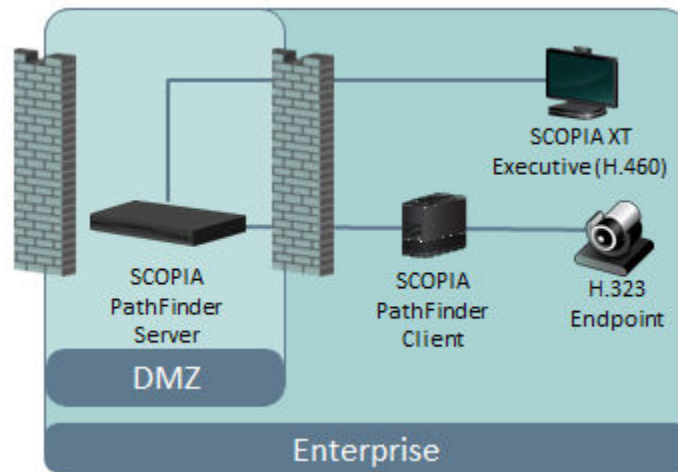 SCOPIA XT
Executive (H.460)
SCOPIA
PathFinder
Server
SCOPIA
PathFinder
Client
H.323
Endpoint
DMZ
Enterprise